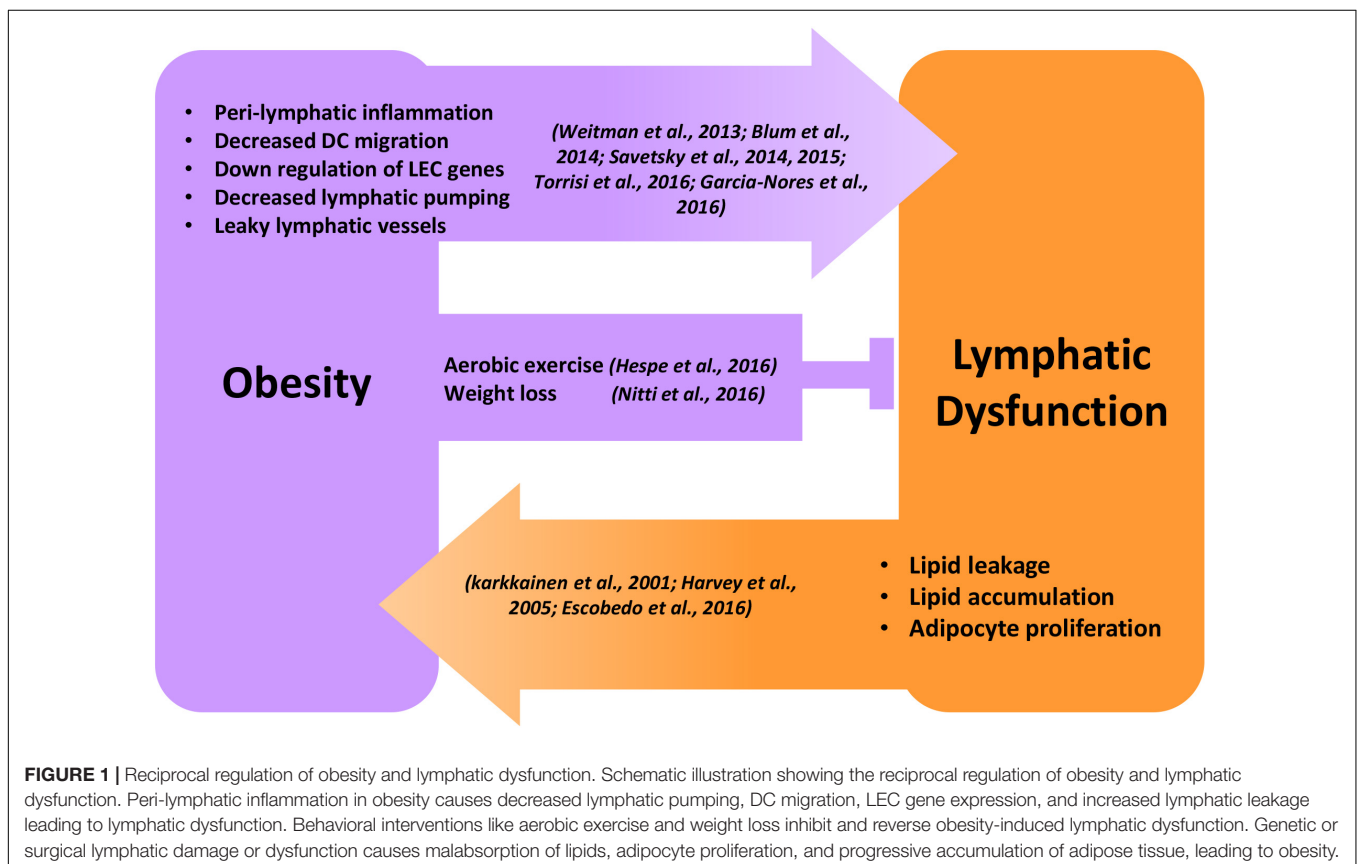 • Peri-lymphatic inflammation
• Decreased DC migration
• Down regulation of LEC genes
• Decreased lymphatic pumping
• Leaky lymphatic vessels
(Weitman et al., 2013; Blum et al.,
2014; Savetsky et al., 2014, 2015;
Torrisi et al., 2016; Garcia-Nores et al.,
2016)
Obesity
Aerobic exercise (Hespe et al., 2016)
Weight loss (Nitti et al., 2016)
Lymphatic
Dysfunction
(karkkainen et al., 2001; Harvey et al.,
2005; Escobedo et al., 2016)
• Lipid leakage
• Lipid accumulation
• Adipocyte proliferation
FIGURE 1 | Reciprocal regulation of obesity and lymphatic dysfunction. Schematic illustration showing the reciprocal regulation of obesity and lymphatic
dysfunction. Peri-lymphatic inflammation in obesity causes decreased lymphatic pumping, DC migration, LEC gene expression, and increased lymphatic leakage
leading to lymphatic dysfunction. Behavioral interventions like aerobic exercise and weight loss inhibit and reverse obesity-induced lymphatic dysfunction. Genetic or
surgical lymphatic damage or dysfunction causes malabsorption of lipids, adipocyte proliferation, and progressive accumulation of adipose tissue, leading to obesity.